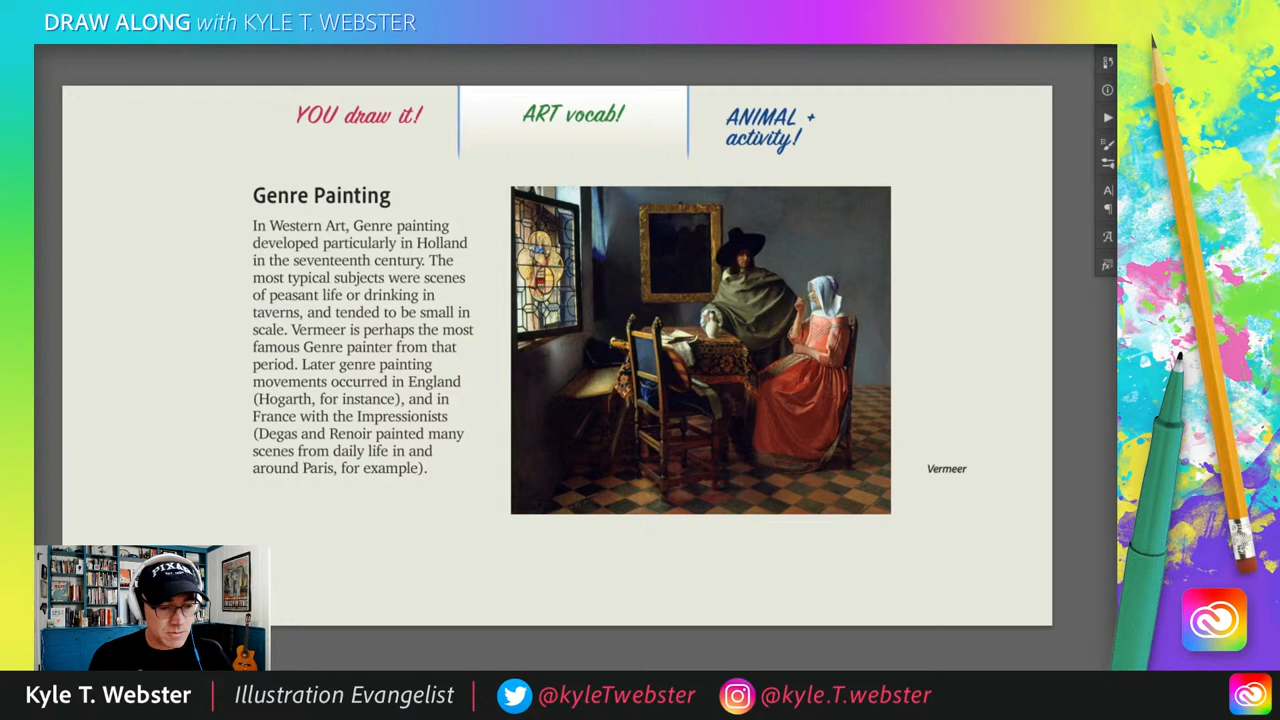 DRAW ALONG with KYLE T. WEBSTER
YOU draw it!
ART vocab!
ANIMAL +
activity!
Genre Painting
In Western Art, Genre painting
developed particularly in Holland
in the seventeenth century. The
most typical subjects were scenes
of peasant life or drinking in
taverns, and tended to be small in
scale. Vermeer is perhaps the most
famous Genre painter from that
period. Later genre painting
movements occurred in England
(Hogarth, for instance), and in
France with the Impressionists
(Degas and Renoir painted many
scenes from daily life in and
around Paris, for example).
Vermeer
PIXAR
Kyle T. Webster | Illustration Evangelist | @kyleTwebster @kyle.T.webster